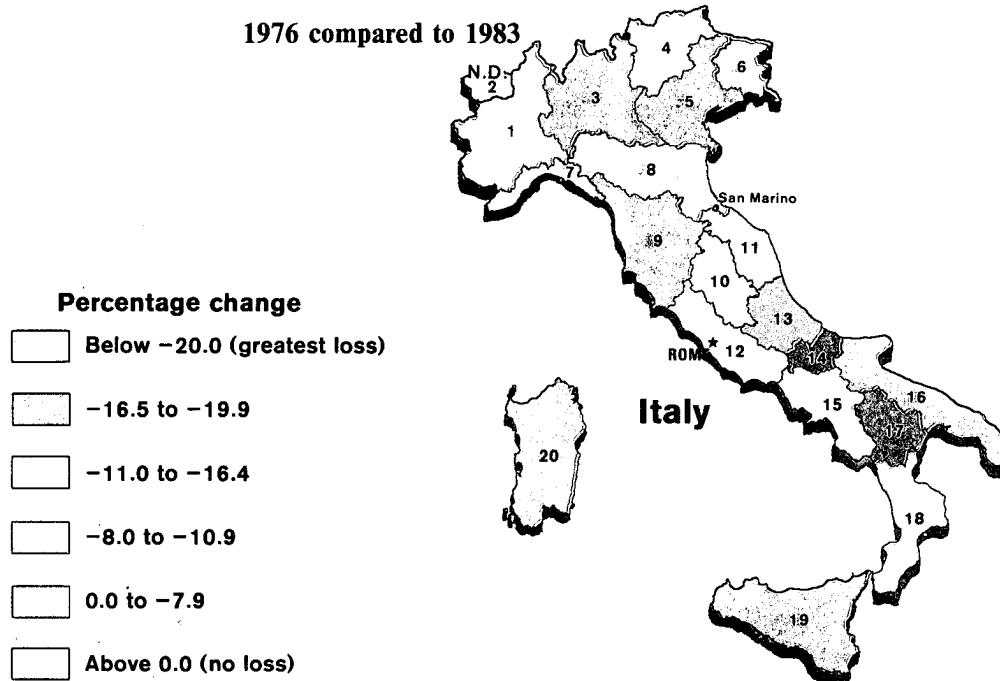 1976 compared to 1983
N.D.
2
4
6
3
5
1
8
7
San Marino
9
11
10
Percentage change
13
Below −20.0 (greatest loss)
ROME
12
14
−16.5 to −19.9
Italy
15
16
17
20
−11.0 to −16.4
18
−8.0 to −10.9
0.0 to −7.9
19
Above 0.0 (no loss)